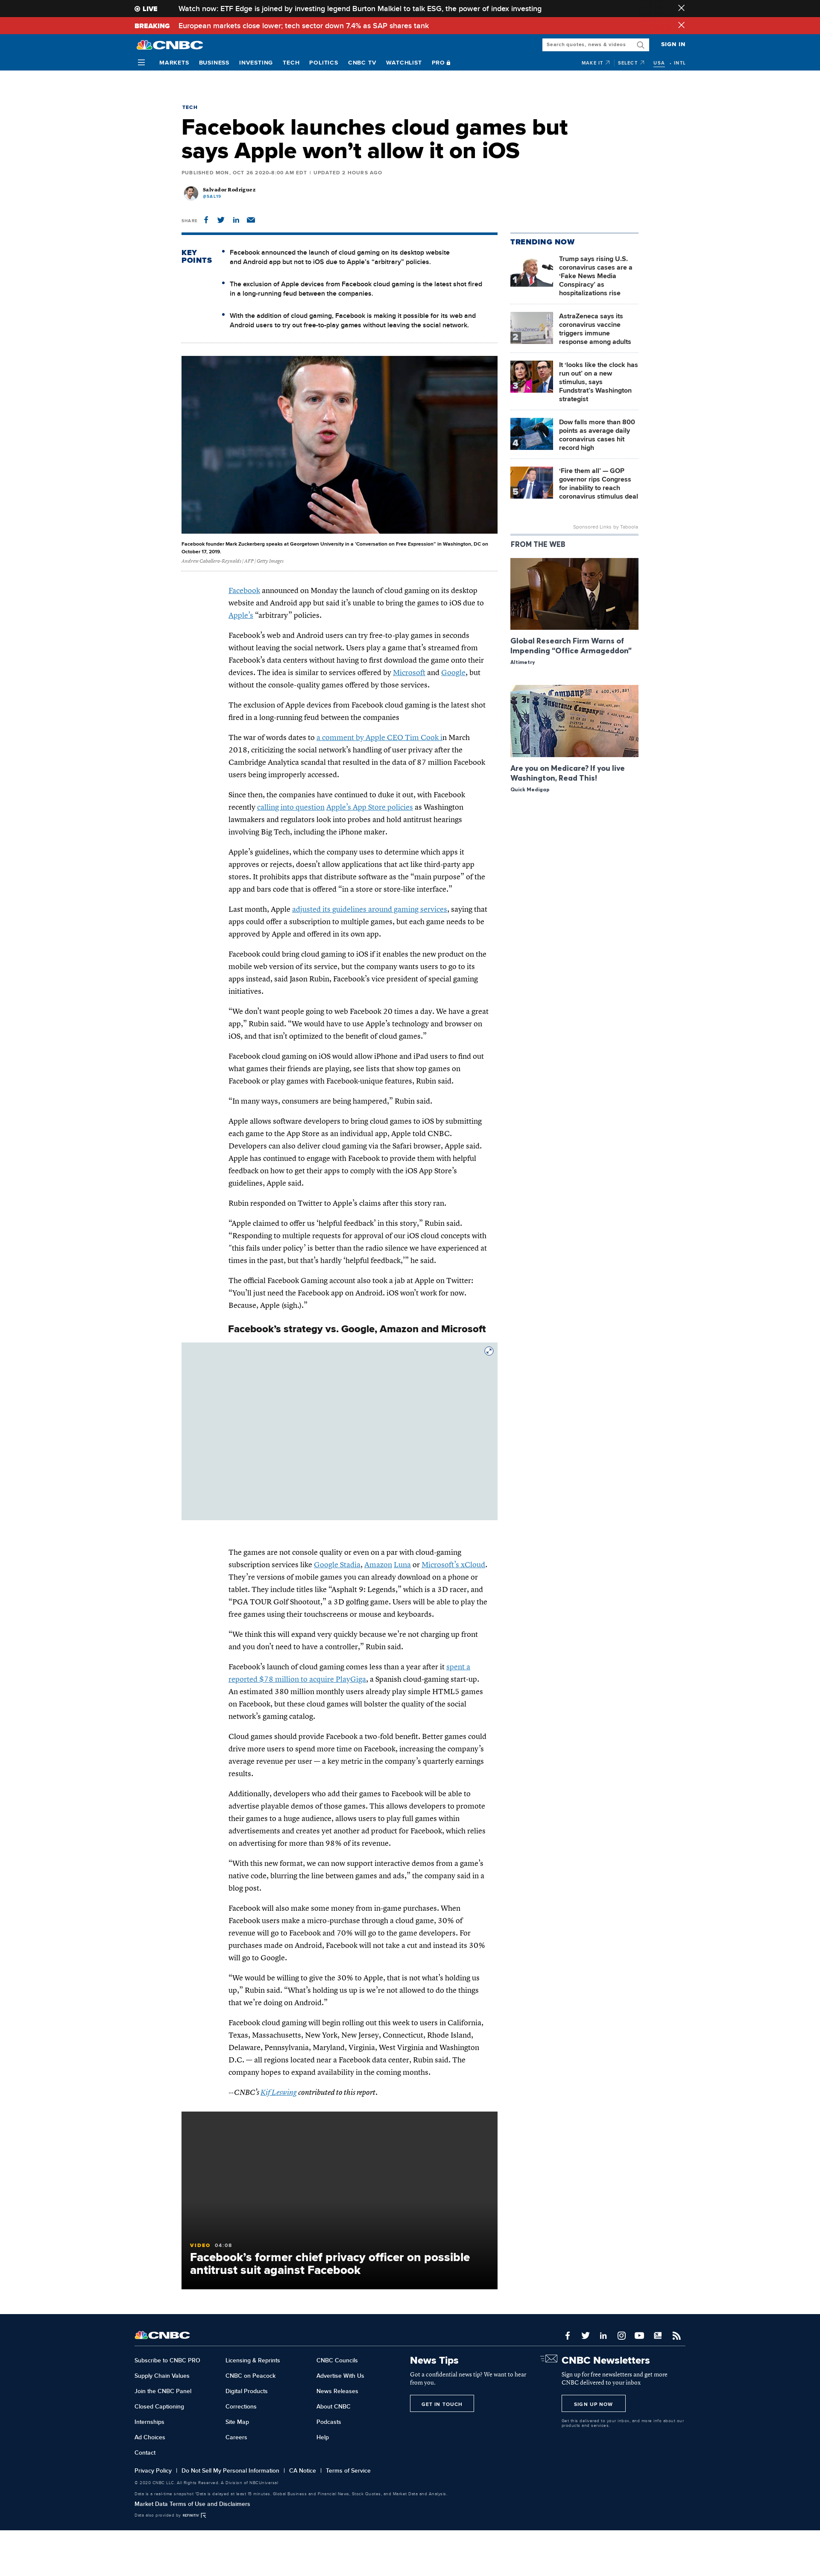 LIVE
Watch now: ETF Edge is joined by investing legend Burton Malkiel to talk ESG, the power of index investing
BREAKING
European markets close lower; tech sector down 7.4% as SAP shares tank
CNBC
Search quotes, news & videos
SIGN IN
MARKETS BUSINESS INVESTING TECH POLITICS CNBC TV WATCHLIST PRO
MAKE IT SELECT USA • INTL
TECH
Facebook launches cloud games but
says Apple won’t allow it on iOS
PUBLISHED MON, OCT 26 2020•8:00 AM EDT | UPDATED 2 HOURS AGO
Salvador Rodriguez
@SAL19
SHARE
KEY
POINTS
Facebook announced the launch of cloud gaming on its desktop website
and Android app but not to iOS due to Apple’s “arbitrary” policies.
The exclusion of Apple devices from Facebook cloud gaming is the latest shot fired
in a long-running feud between the companies.
With the addition of cloud gaming, Facebook is making it possible for its web and
Android users to try out free-to-play games without leaving the social network.
Facebook founder Mark Zuckerberg speaks at Georgetown University in a 'Conversation on Free Expression" in Washington, DC on
October 17, 2019.
Andrew Caballero-Reynolds | AFP | Getty Images
Facebook announced on Monday the launch of cloud gaming on its desktop
website and Android app but said it’s unable to bring the games to iOS due to
Apple’s “arbitrary” policies.
Facebook’s web and Android users can try free-to-play games in seconds
without leaving the social network. Users play a game that’s streamed from
Facebook’s data centers without having to first download the game onto their
devices. The idea is similar to services offered by Microsoft and Google, but
without the console-quality games offered by those services.
The exclusion of Apple devices from Facebook cloud gaming is the latest shot
fired in a long-running feud between the companies
The war of words dates to a comment by Apple CEO Tim Cook in March
2018, criticizing the social network’s handling of user privacy after the
Cambridge Analytica scandal that resulted in the data of 87 million Facebook
users being improperly accessed.
Since then, the companies have continued to duke it out, with Facebook
recently calling into question Apple’s App Store policies as Washington
lawmakers and regulators look into probes and hold antitrust hearings
involving Big Tech, including the iPhone maker.
Apple’s guidelines, which the company uses to determine which apps it
approves or rejects, doesn’t allow applications that act like third-party app
stores. It prohibits apps that distribute software as the “main purpose” of the
app and bars code that is offered “in a store or store-like interface.”
Last month, Apple adjusted its guidelines around gaming services, saying that
apps could offer a subscription to multiple games, but each game needs to be
approved by Apple and offered in its own app.
Facebook could bring cloud gaming to iOS if it enables the new product on the
mobile web version of its service, but the company wants users to go to its
apps instead, said Jason Rubin, Facebook’s vice president of special gaming
initiatives.
“We don’t want people going to web Facebook 20 times a day. We have a great
app,” Rubin said. “We would have to use Apple’s technology and browser on
iOS, and that isn’t optimized to the benefit of cloud games.”
Facebook cloud gaming on iOS would allow iPhone and iPad users to find out
what games their friends are playing, see lists that show top games on
Facebook or play games with Facebook-unique features, Rubin said.
“In many ways, consumers are being hampered,” Rubin said.
Apple allows software developers to bring cloud games to iOS by submitting
each game to the App Store as an individual app, Apple told CNBC.
Developers can also deliver cloud gaming via the Safari browser, Apple said.
Apple has continued to engage with Facebook to provide them with helpful
feedback on how to get their apps to comply with the iOS App Store’s
guidelines, Apple said.
Rubin responded on Twitter to Apple’s claims after this story ran.
“Apple claimed to offer us ‘helpful feedback’ in this story,” Rubin said.
“Responding to multiple requests for approval of our iOS cloud concepts with
"this fails under policy’ is better than the radio silence we have experienced at
times in the past, but that’s hardly ‘helpful feedback,’” he said.
The official Facebook Gaming account also took a jab at Apple on Twitter:
“You’ll just need the Facebook app on Android. iOS won’t work for now.
Because, Apple (sigh.).”
Facebook’s strategy vs. Google, Amazon and Microsoft
The games are not console quality or even on a par with cloud-gaming
subscription services like Google Stadia, Amazon Luna or Microsoft’s xCloud.
They’re versions of mobile games you can already download on a phone or
tablet. They include titles like “Asphalt 9: Legends,” which is a 3D racer, and
“PGA TOUR Golf Shootout,” a 3D golfing game. Users will be able to play the
free games using their touchscreens or mouse and keyboards.
“We think this will expand very quickly because we’re not charging up front
and you don’t need to have a controller,” Rubin said.
Facebook’s launch of cloud gaming comes less than a year after it spent a
reported $78 million to acquire PlayGiga, a Spanish cloud-gaming start-up.
An estimated 380 million monthly users already play simple HTML5 games
on Facebook, but these cloud games will bolster the quality of the social
network’s gaming catalog.
Cloud games should provide Facebook a two-fold benefit. Better games could
drive more users to spend more time on Facebook, increasing the company’s
average revenue per user — a key metric in the company’s quarterly earnings
results.
Additionally, developers who add their games to Facebook will be able to
advertise playable demos of those games. This allows developers to promote
their games to a huge audience, allows users to play full games within
advertisements and creates yet another ad product for Facebook, which relies
on advertising for more than 98% of its revenue.
“With this new format, we can now support interactive demos from a game’s
native code, blurring the line between games and ads,” the company said in a
blog post.
Facebook will also make some money from in-game purchases. When
Facebook users make a micro-purchase through a cloud game, 30% of
revenue will go to Facebook and 70% will go to the game developers. For
purchases made on Android, Facebook will not take a cut and instead its 30%
will go to Google.
“We would be willing to give the 30% to Apple, that is not what’s holding us
up,” Rubin said. “What’s holding us up is we’re not allowed to do the things
that we’re doing on Android.”
Facebook cloud gaming will begin rolling out this week to users in California,
Texas, Massachusetts, New York, New Jersey, Connecticut, Rhode Island,
Delaware, Pennsylvania, Maryland, Virginia, West Virginia and Washington
D.C. — all regions located near a Facebook data center, Rubin said. The
company hopes to expand availability in the coming months.
--CNBC’s Kif Leswing contributed to this report.
VIDEO 04:08
Facebook’s former chief privacy officer on possible
antitrust suit against Facebook
TRENDING NOW
1
Trump says rising U.S.
coronavirus cases are a
‘Fake News Media
Conspiracy’ as
hospitalizations rise
2
AstraZeneca says its
coronavirus vaccine
triggers immune
response among adults
3
It ‘looks like the clock has
run out’ on a new
stimulus, says
Fundstrat’s Washington
strategist
4
Dow falls more than 800
points as average daily
coronavirus cases hit
record high
5
‘Fire them all’ — GOP
governor rips Congress
for inability to reach
coronavirus stimulus deal
Sponsored Links by Taboola
FROM THE WEB
Global Research Firm Warns of
Impending “Office Armageddon”
Altimetry
Are you on Medicare? If you live
Washington, Read This!
Quick Medigap
CNBC
Subscribe to CNBC PRO
Supply Chain Values
Join the CNBC Panel
Closed Captioning
Internships
Ad Choices
Contact
Licensing & Reprints
CNBC on Peacock
Digital Products
Corrections
Site Map
Careers
CNBC Councils
Advertise With Us
News Releases
About CNBC
Podcasts
Help
News Tips
Got a confidential news tip? We want to hear
from you.
GET IN TOUCH
CNBC Newsletters
Sign up for free newsletters and get more
CNBC delivered to your inbox
SIGN UP NOW
Get this delivered to your inbox, and more info about our
products and services.
Privacy Policy | Do Not Sell My Personal Information | CA Notice | Terms of Service
© 2020 CNBC LLC. All Rights Reserved. A Division of NBCUniversal
Data is a real-time snapshot *Data is delayed at least 15 minutes. Global Business and Financial News, Stock Quotes, and Market Data and Analysis.
Market Data Terms of Use and Disclaimers
Data also provided by REFINITIV